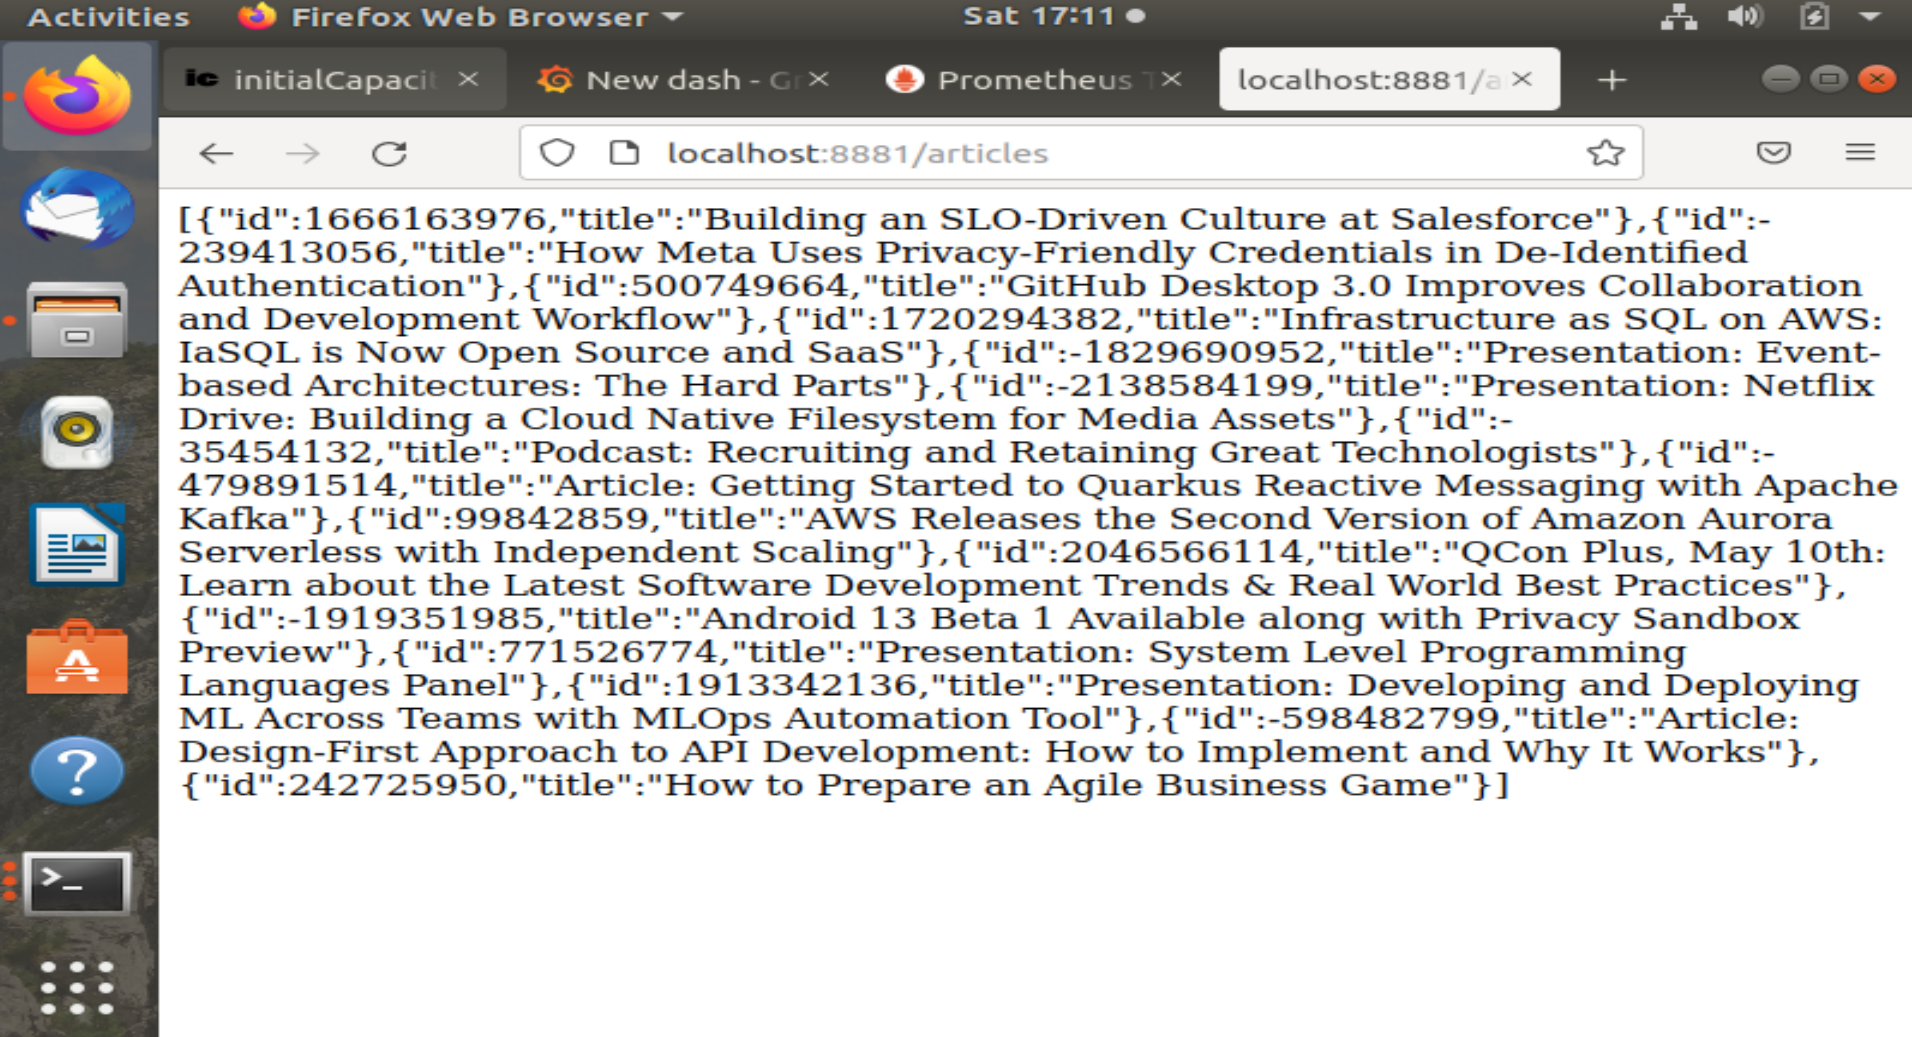 Activities Firefox Web Browser Sat 17:11
ic initialCapacit New dash - Gr Prometheus T localhost:8881/a
localhost:8881/articles
[{"id":1666163976,"title":"Building an SLO-Driven Culture at Salesforce"},{"id":-
239413056,"title":"How Meta Uses Privacy-Friendly Credentials in De-Identified
Authentication"},{"id":500749664,"title":"GitHub Desktop 3.0 Improves Collaboration
and Development Workflow"},{"id":1720294382,"title":"Infrastructure as SQL on AWS:
IaSQL is Now Open Source and SaaS"},{"id":-1829690952,"title":"Presentation: Event-
based Architectures: The Hard Parts"},{"id":-2138584199,"title":"Presentation: Netflix
Drive: Building a Cloud Native Filesystem for Media Assets"},{"id":-
35454132,"title":"Podcast: Recruiting and Retaining Great Technologists"},{"id":-
479891514,"title":"Article: Getting Started to Quarkus Reactive Messaging with Apache
Kafka"},{"id":99842859,"title":"AWS Releases the Second Version of Amazon Aurora
Serverless with Independent Scaling"},{"id":2046566114,"title":"QCon Plus, May 10th:
Learn about the Latest Software Development Trends & Real World Best Practices"},
{"id":-1919351985,"title":"Android 13 Beta 1 Available along with Privacy Sandbox
Preview"},{"id":771526774,"title":"Presentation: System Level Programming
Languages Panel"},{"id":1913342136,"title":"Presentation: Developing and Deploying
ML Across Teams with MLOps Automation Tool"},{"id":-598482799,"title":"Article:
Design-First Approach to API Development: How to Implement and Why It Works"},
{"id":242725950,"title":"How to Prepare an Agile Business Game"}]